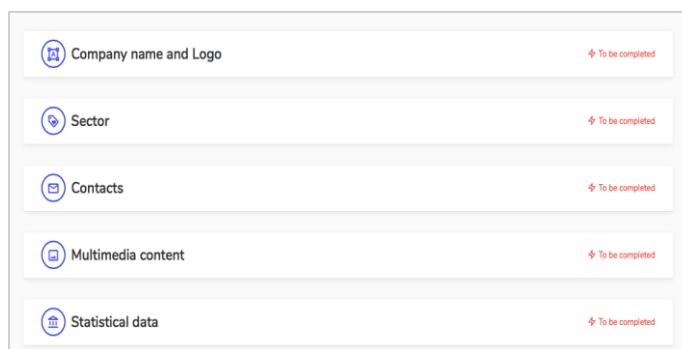 Company name and Logo To be completed
Sector To be completed
Contacts To be completed
Multimedia content To be completed
Statistical data To be completed